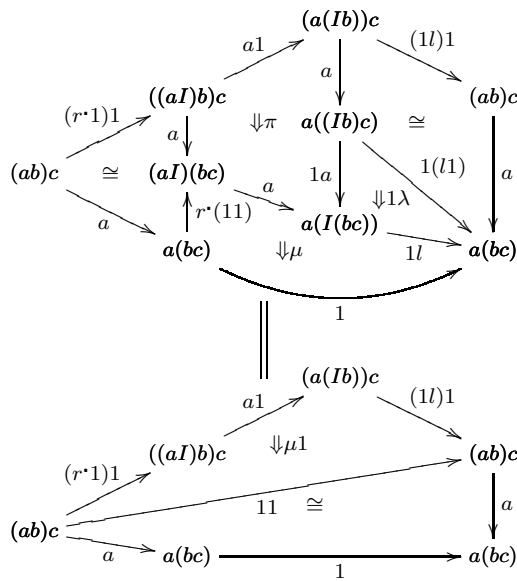 (a(Ib))c
a1 (1l)1
a
((aI)b)c (ab)c
(r·1)1 ⇓π a((Ib)c) ≅
a
(ab)c ≅ (aI)(bc) 1a 1(l1) a
a ⇓1λ
a r·(11) a(I(bc))
a(bc) ⇓μ 1l a(bc)
1
(a(Ib))c
a1 (1l)1
((aI)b)c ⇓μ1 (ab)c
(r·1)1
11 ≅ a
(ab)c
a a(bc) 1 a(bc)